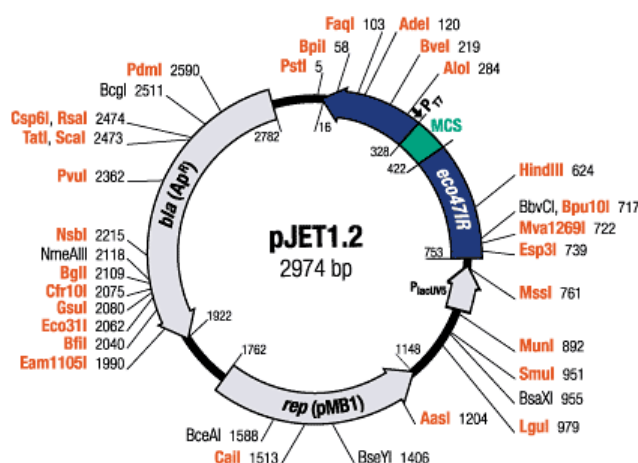 FaqI 103
AdeI 120
BpiI 58
BveI 219
PstI 5
AloI 284
PdmI 2590
BcgI 2511
Csp6I, RsaI 2474
TatI, ScaI 2473
PvuI 2362
NsbI 2215
NmeAIII 2118
BglI 2109
Cfr10I 2075
GsuI 2080
Eco31I 2062
BfiI 2040
Eam1105I 1990
2782
16
328
422
P T7
MCS
eco47IR
bla (ApR)
pJET1.2
2974 bp
753
PlacUV5
HindIII 624
BbvCI, Bpu10I 717
Mva1269I 722
Esp3I 739
MssI 761
MunI 892
SmuI 951
BsaXI 955
LguI 979
1922
1762
1148
rep (pMB1)
AasI 1204
BceAI 1588
CaiI 1513
BseYI 1406